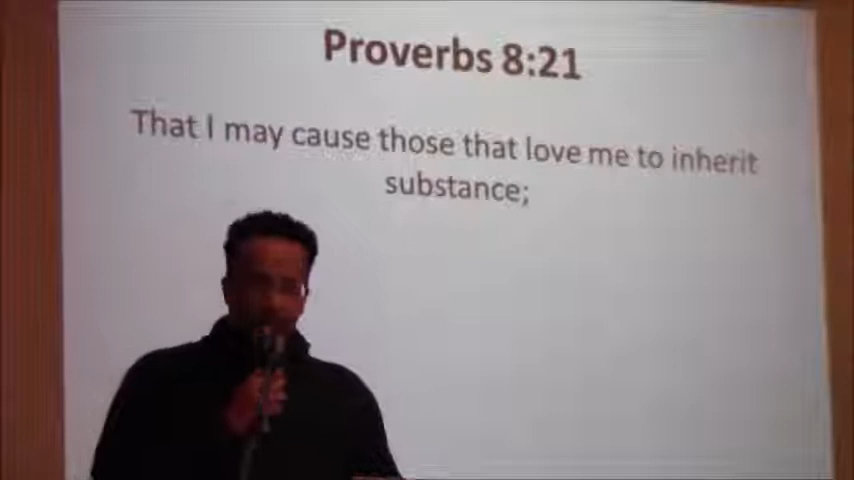 Proverbs 8:21
That I may cause those that love me to inherit
substance;